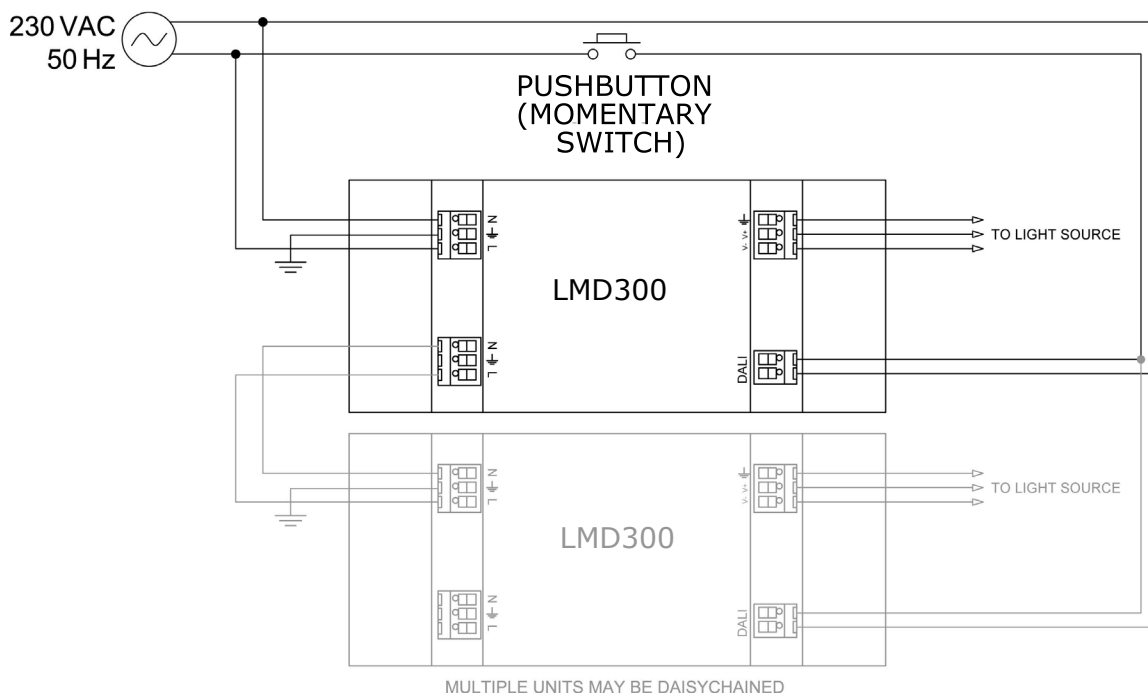 230 VAC
50 Hz
PUSHBUTTON
(MOMENTARY
SWITCH)
N
L
V+
V-
TO LIGHT SOURCE
LMD300
N
L
DALI
N
L
V+
V-
TO LIGHT SOURCE
LMD300
N
L
DALI
MULTIPLE UNITS MAY BE DAISYCHAINED